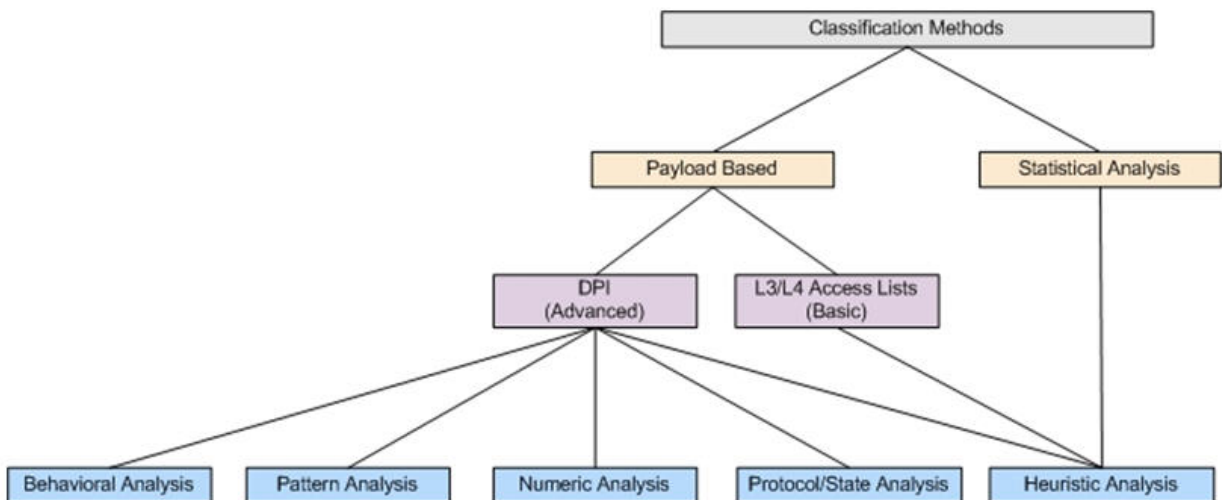 Classification Methods
Payload Based
Statistical Analysis
DPI
(Advanced)
L3/L4 Access Lists
(Basic)
Behavioral Analysis
Pattern Analysis
Numeric Analysis
Protocol/State Analysis
Heuristic Analysis